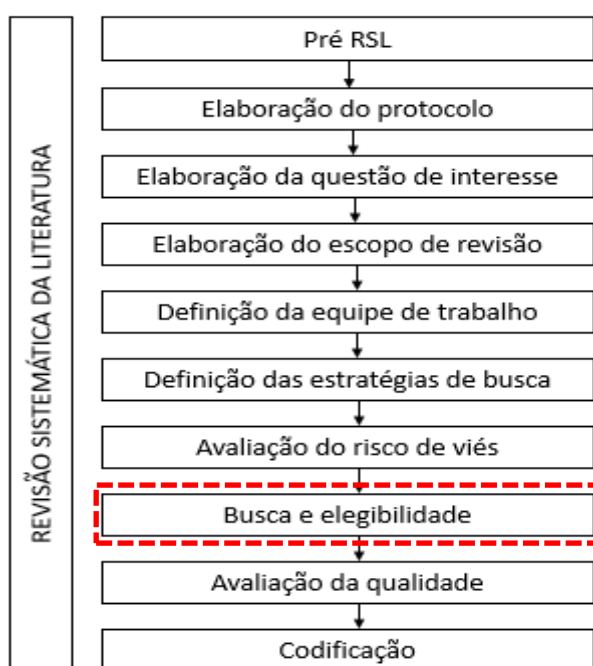 REVISÃO SISTEMÁTICA DA LITERATURA
Pré RSL
Elaboração do protocolo
Elaboração da questão de interesse
Elaboração do escopo de revisão
Definição da equipe de trabalho
Definição das estratégias de busca
Avaliação do risco de viés
Busca e elegibilidade
Avaliação da qualidade
Codificação